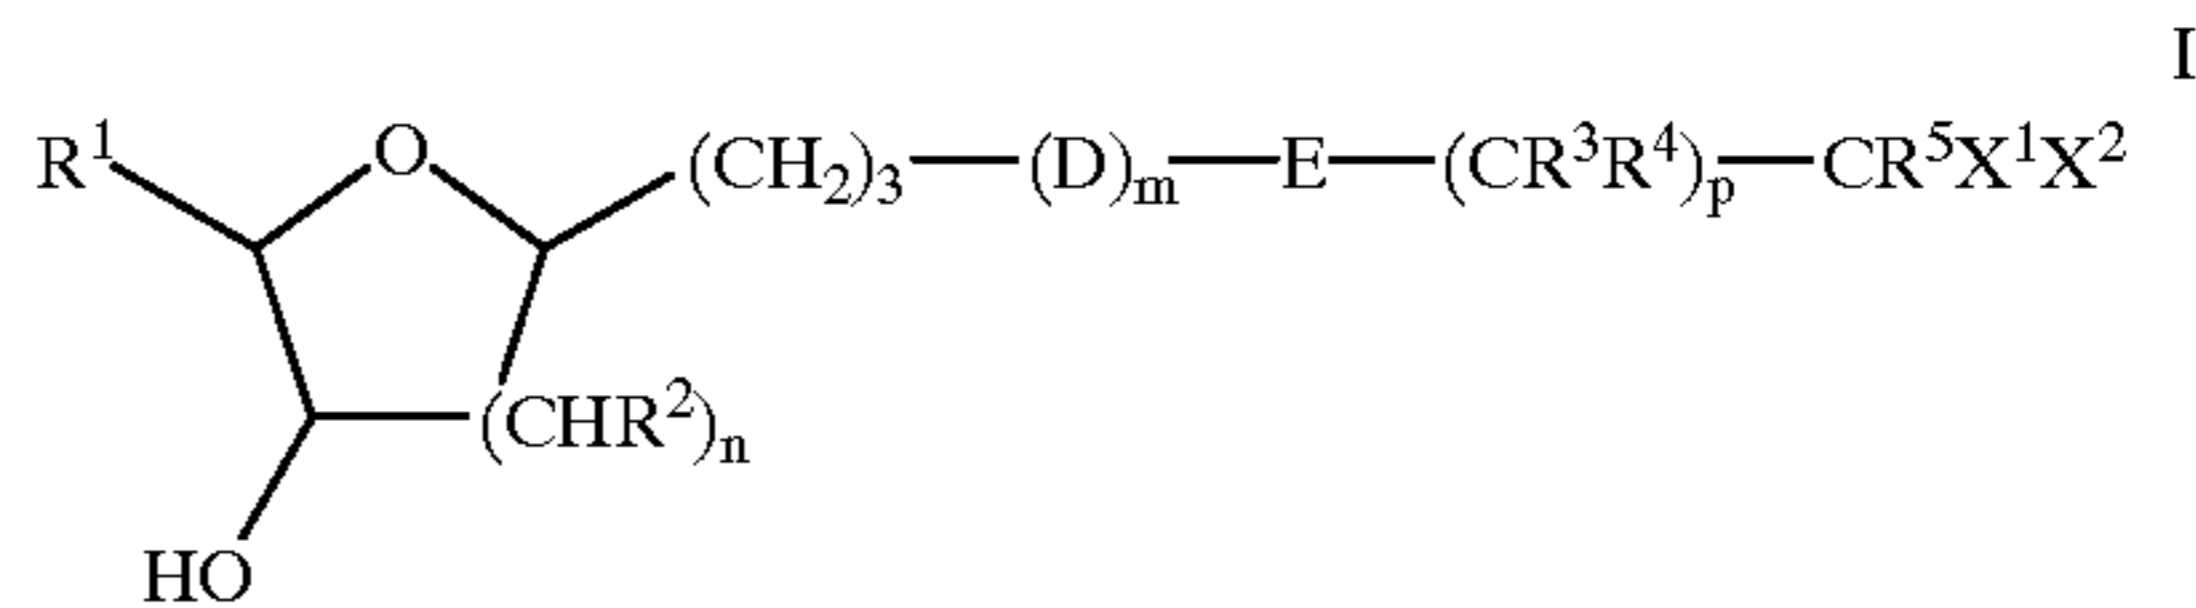 I
R¹ O (CH₂)₃—(D)ₘ—E—(CR³R⁴)ₚ—CR⁵X¹X²
(CHR²)ₙ
HO